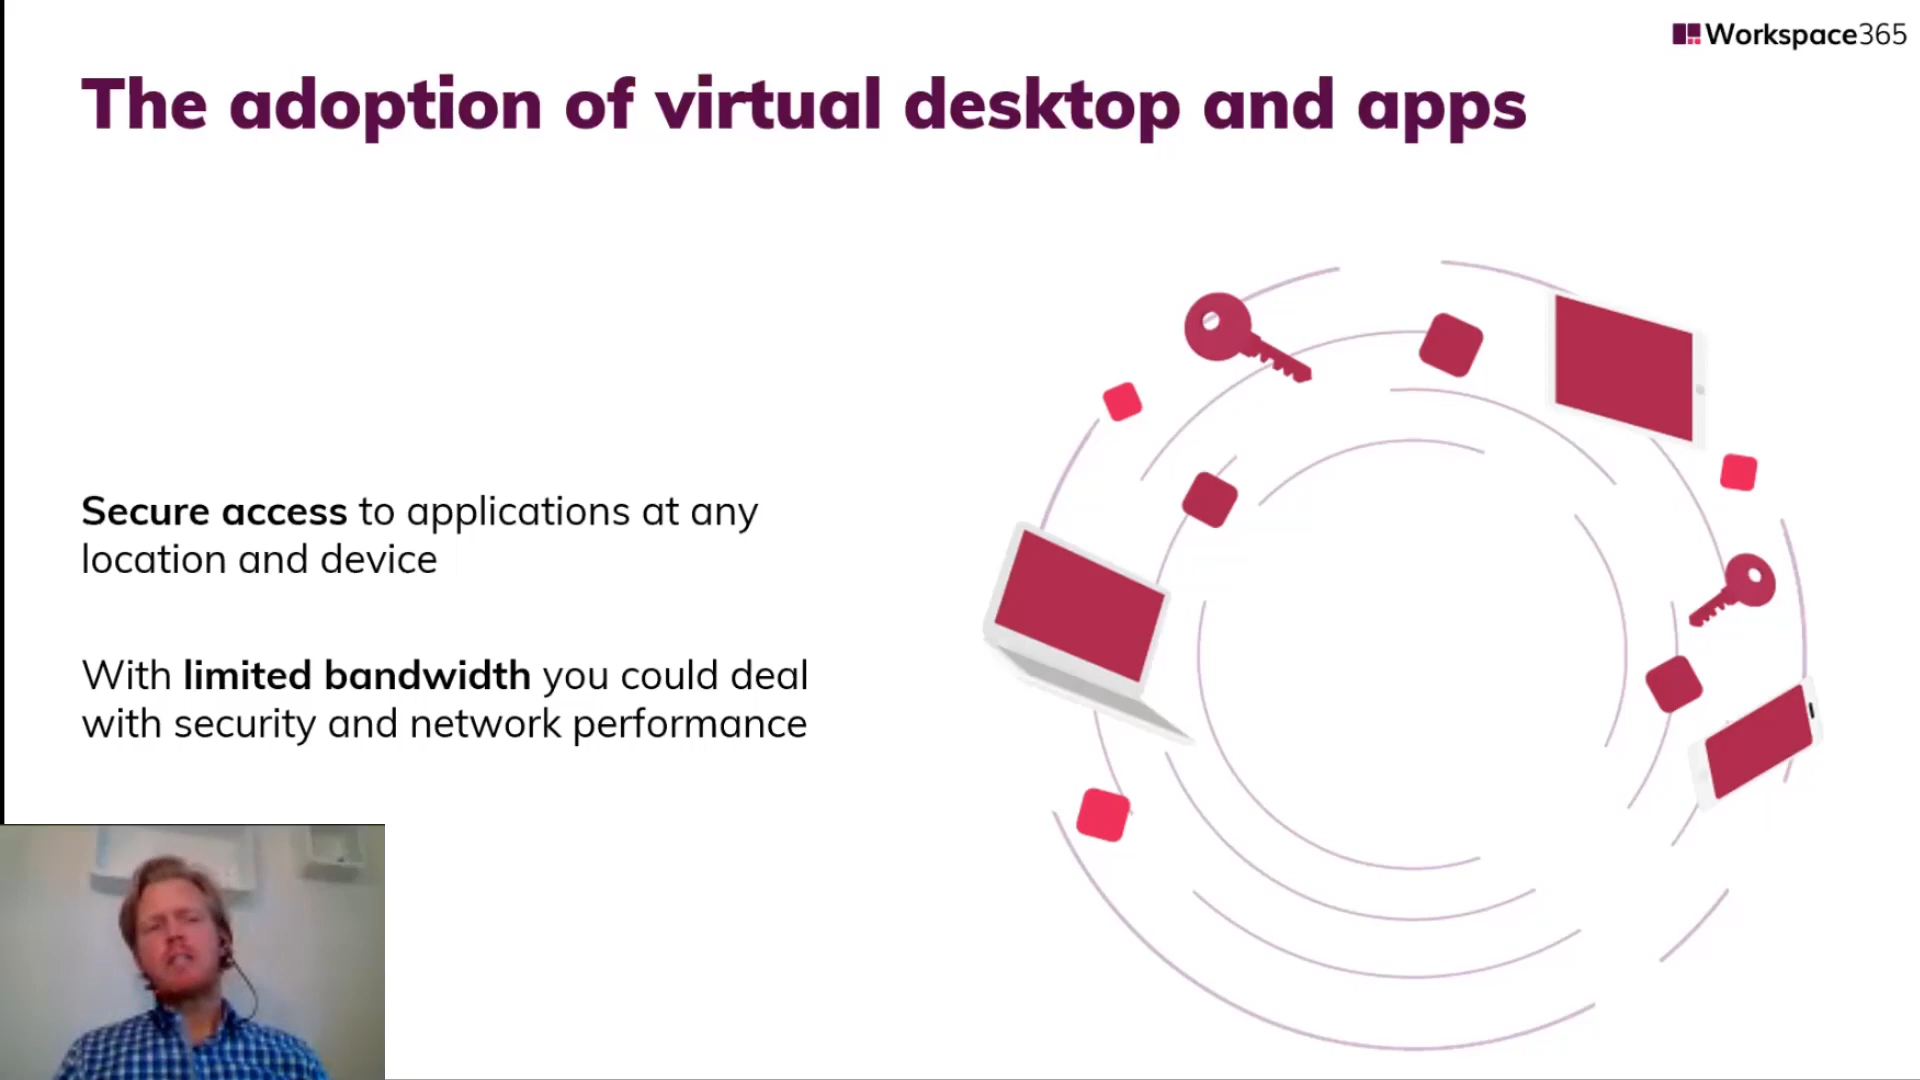 Workspace365
The adoption of virtual desktop and apps
Secure access to applications at any
location and device
With limited bandwidth you could deal
with security and network performance